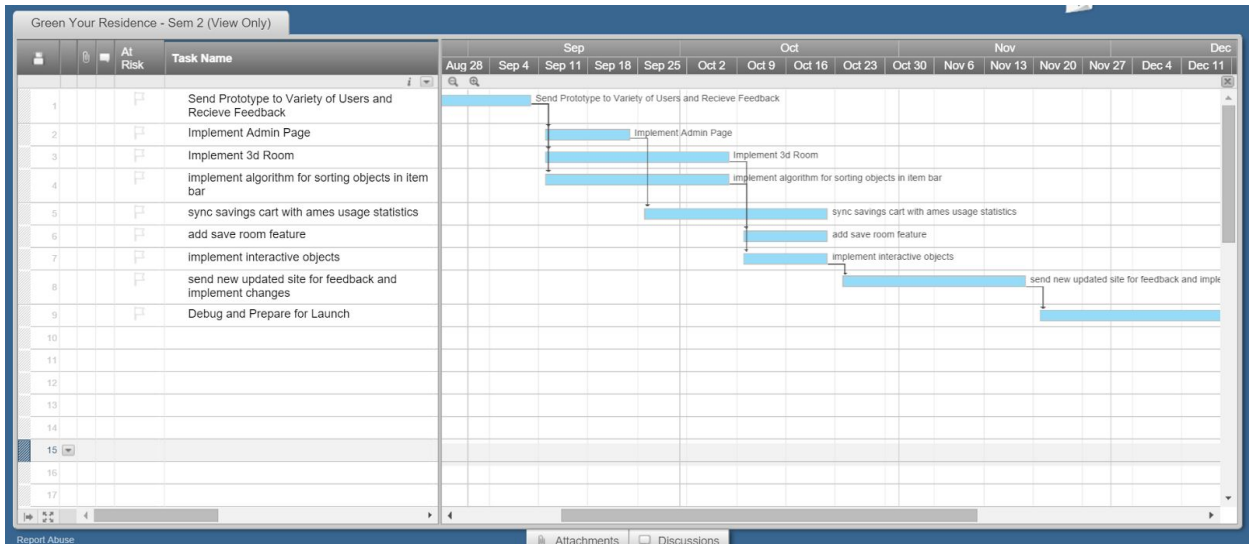 Green Your Residence - Sem 2 (View Only)
At
Risk
Task Name
Sep
Oct
Nov
Dec
Aug 28 Sep 4 Sep 11 Sep 18 Sep 25 Oct 2 Oct 9 Oct 16 Oct 23 Oct 30 Nov 6 Nov 13 Nov 20 Nov 27 Dec 4 Dec 11
i
1
Send Prototype to Variety of Users and
Recieve Feedback
Send Prototype to Variety of Users and Recieve Feedback
2
Implement Admin Page
Implement Admin Page
3
Implement 3d Room
Implement 3d Room
4
implement algorithm for sorting objects in item
bar
implement algorithm for sorting objects in item bar
5
sync savings cart with ames usage statistics
sync savings cart with ames usage statistics
6
add save room feature
add save room feature
7
implement interactive objects
implement interactive objects
8
send new updated site for feedback and
implement changes
send new updated site for feedback and imple
9
Debug and Prepare for Launch
10
11
12
13
14
15
16
17
Report Abuse
Attachments
Discussions